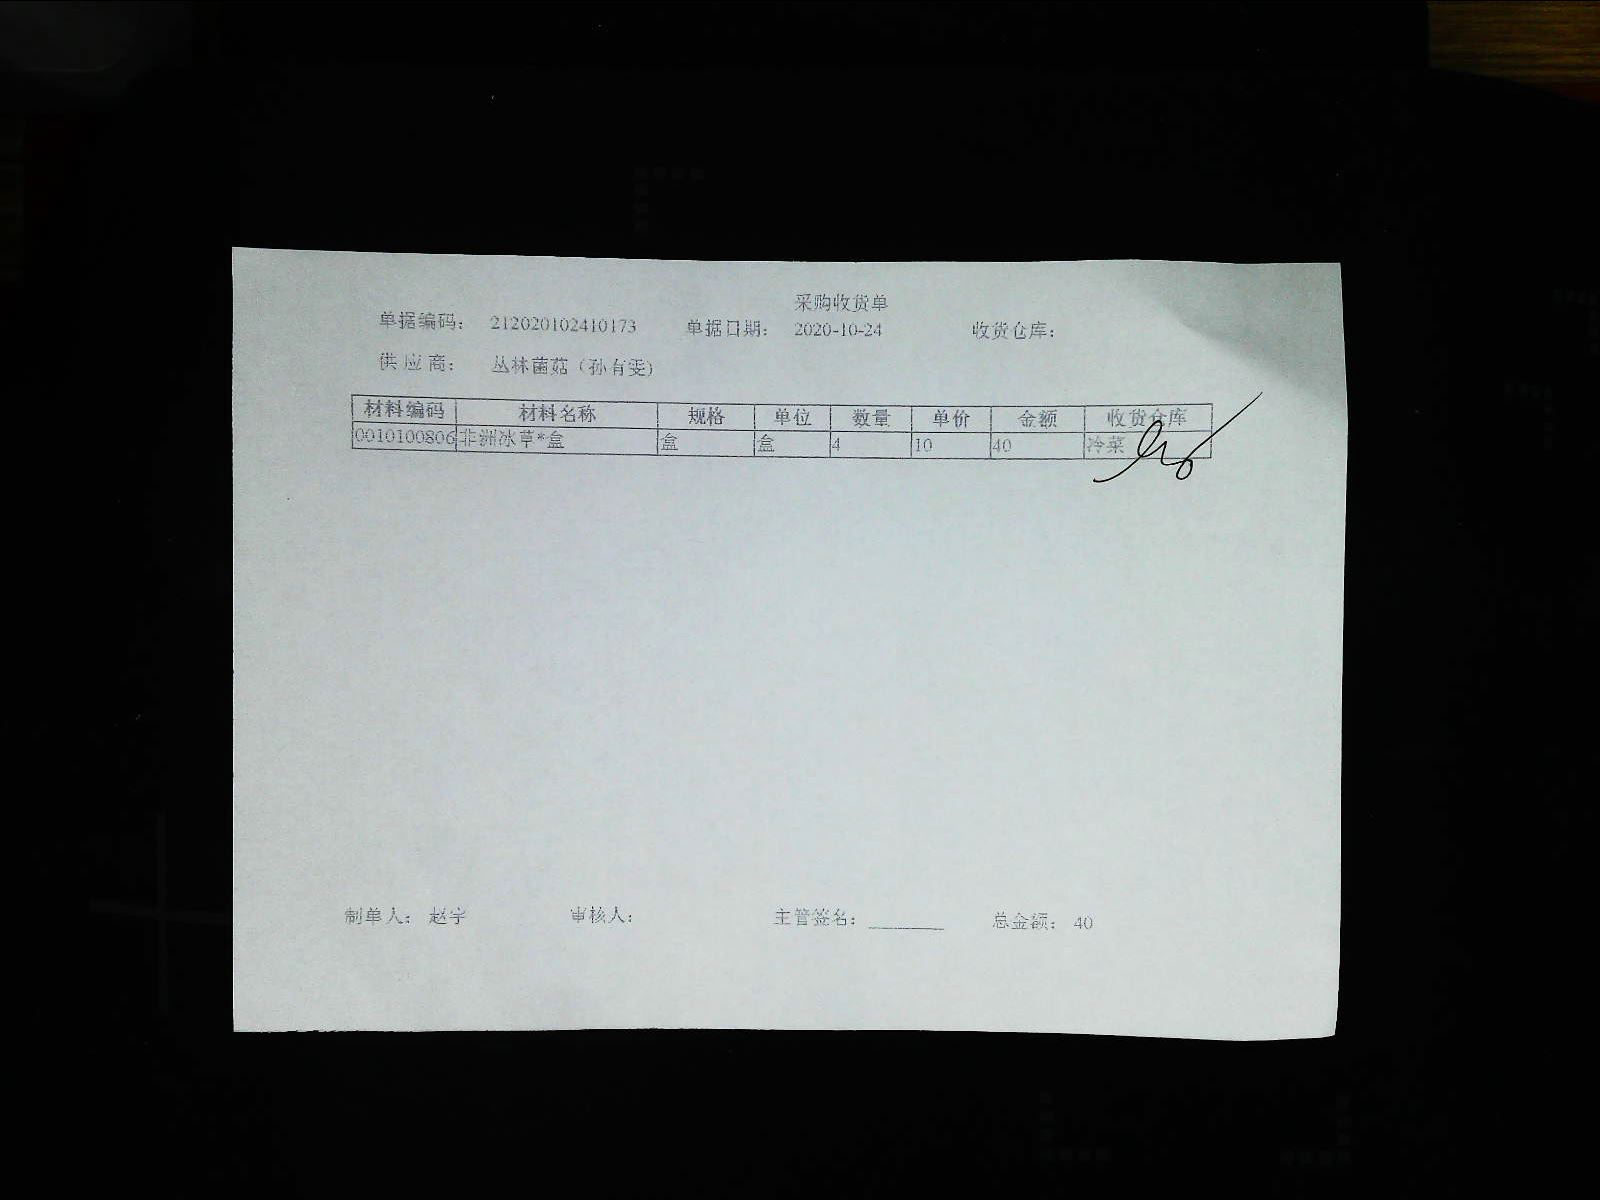 采购收货单
单据编码： 212020102410173 单据日期： 2020-10-24 收货仓库：
供应商： 丛林菌菇（孙有雯）
材料编码 材料名称 规格 单位 数量 单价 金额 收货仓库
0010100806 非洲冰草*盒 盒 盒 4 10 40 冷菜
制单人： 赵宇 审核人： 主管签名： ________ 总金额： 40